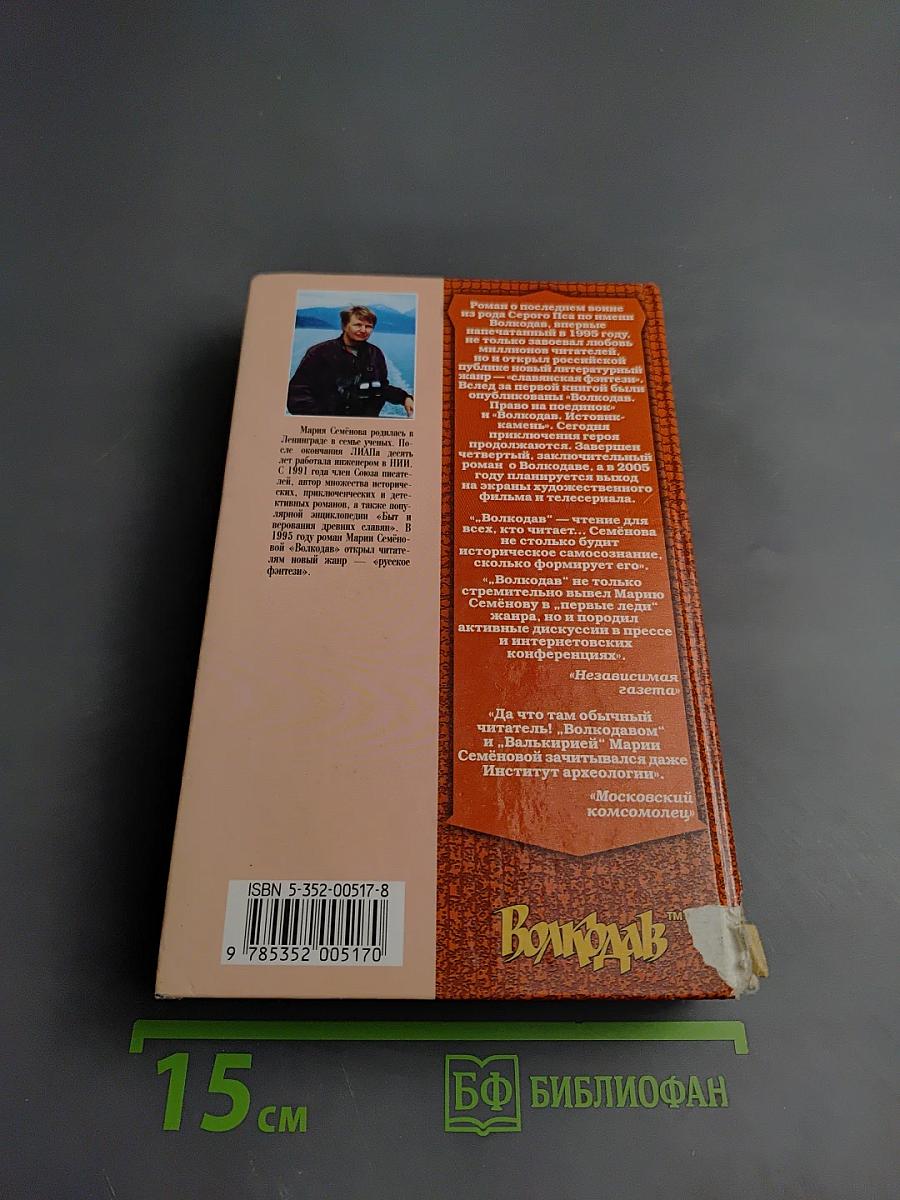 Мария Семёнова родилась в
Ленинграде в семье ученых. По-
сле окончания ЛИАПа десять
лет работала инженером в НИИ.
С 1991 года член Союза писате-
лей, автор множества историче-
ских, приключенческих и дете-
ктивных романов, а также попу-
лярной энциклопедии «Быт и
верования древних славян». В
1995 году роман Марии Семёно-
вой «Волкодав» открыл читате-
лям новый жанр — «русское
фэнтези».
ISBN 5-352-00517-8
9 785352 005170
Роман о последнем воине
из рода Серого Пса по имени
Волкодав, впервые
напечатанный в 1995 году,
не только завоевал любовь
миллионов читателей,
но и открыл российской
публике новый литературный
жанр — «славянская фэнтези».
Вслед за первой книгой были
опубликованы «Волкодав.
Право на поединок»
и «Волкодав. Истовик-
камень». Сегодня
приключения героя
продолжаются. Завершен
четвертый, заключительный
роман о Волкодаве, а в 2005
году планируется выход
на экраны художественного
фильма и телесериала.
«„Волкодав“ — чтение для
всех, кто читает... Семёнова
не столько будит
историческое самосознание,
сколько формирует его».
«„Волкодав“ не только
стремительно вывел Марию
Семёнову в „первые леди“
жанра, но и породил
активные дискуссии в прессе
и интернетовских
конференциях».
«Независимая
газета»
«Да что там обычный
читатель! „Волкодавом“
и „Валькирией“ Марии
Семёновой зачитывался даже
Институт археологии».
«Московский
комсомолец»
Волкодав™
15 см
БФ БИБЛИОФАН